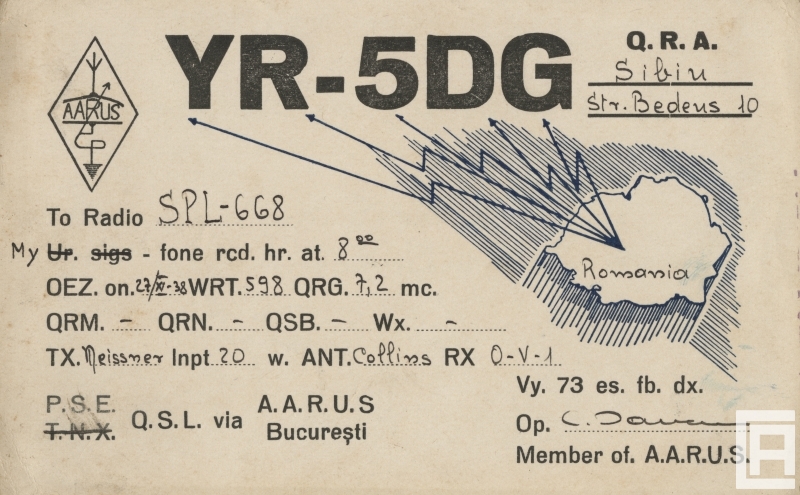 YR-5DG
Q.R.A.
Sibiu
Str. Bedeus 10
AARUS
To Radio SPL-668
My Ur. sigs - fone rcd. hr. at. 8⁰⁰
OEZ. on. 27/XI-38 WRT. 598 QRG. 7,2 mc.
QRM. - QRN. - QSB. - Wx. -
TX. Meissner Inpt 20 w. ANT. Collins RX 0-V-1
Romania
P.S.E.
T.N.X.
Q.S.L. via A.A.R.U.S
București
Vy. 73 es. fb. dx.
Op. C.
Member of. A.A.R.U.S.